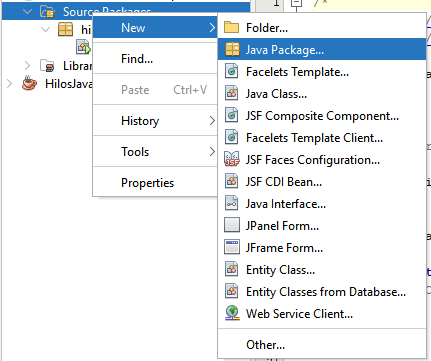 Source Packages
hi
Librar
HilosJava
New
Find...
Paste Ctrl+V
History
Tools
Properties
Folder...
Java Package...
Facelets Template...
Java Class...
JSF Composite Component...
Facelets Template Client...
JSF Faces Configuration...
JSF CDI Bean...
Java Interface...
JPanel Form...
JFrame Form...
Entity Class...
Entity Classes from Database...
Web Service Client...
Other...
1
/*